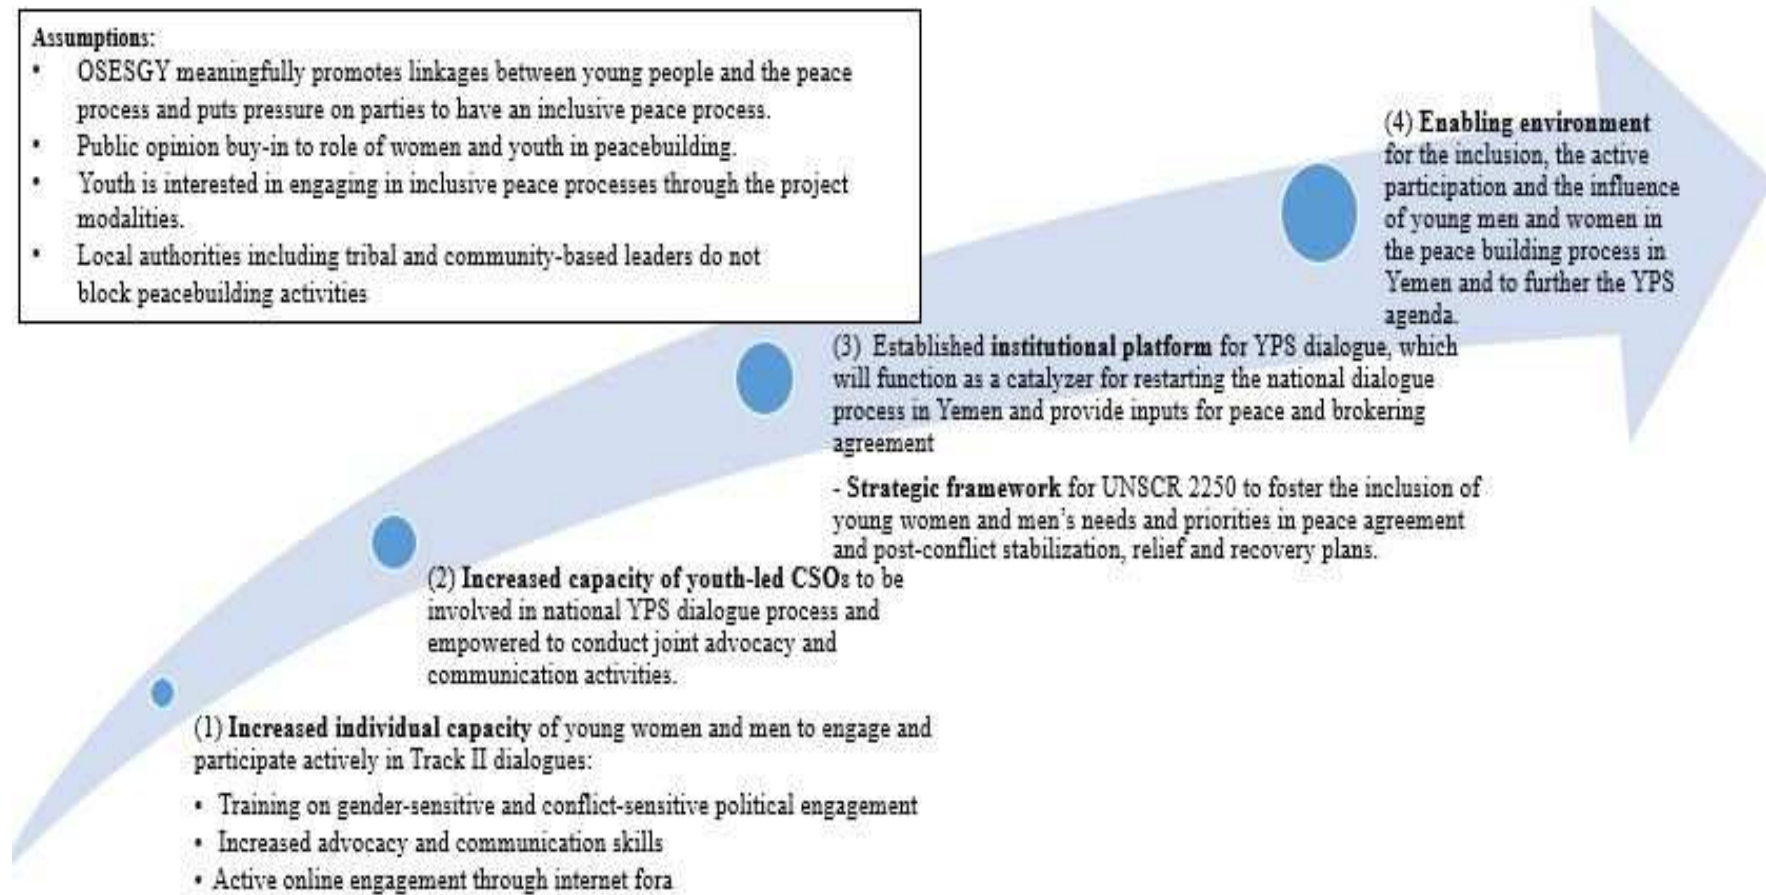 Assumptions:
• OSESGY meaningfully promotes linkages between young people and the peace
process and puts pressure on parties to have an inclusive peace process.
• Public opinion buy-in to role of women and youth in peacebuilding.
• Youth is interested in engaging in inclusive peace processes through the project
modalities.
• Local authorities including tribal and community-based leaders do not
block peacebuilding activities
(4) Enabling environment
for the inclusion, the active
participation and the influence
of young men and women in
the peace building process in
Yemen and to further the YPS
agenda.
(3) Established institutional platform for YPS dialogue, which
will function as a catalyzer for restarting the national dialogue
process in Yemen and provide inputs for peace and brokering
agreement
- Strategic framework for UNSCR 2250 to foster the inclusion of
young women and men’s needs and priorities in peace agreement
and post-conflict stabilization, relief and recovery plans.
(2) Increased capacity of youth-led CSOs to be
involved in national YPS dialogue process and
empowered to conduct joint advocacy and
communication activities.
(1) Increased individual capacity of young women and men to engage and
participate actively in Track II dialogues:
• Training on gender-sensitive and conflict-sensitive political engagement
• Increased advocacy and communication skills
• Active online engagement through internet fora